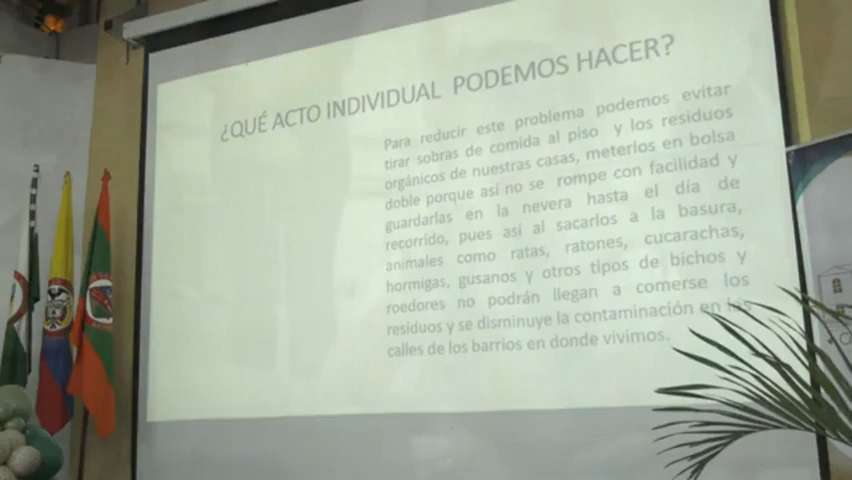 ¿QUÉ ACTO INDIVIDUAL PODEMOS HACER?
Para reducir este problema podemos evitar
tirar sobras de comida al piso y los residuos
orgánicos de nuestras casas, meterlos en bolsa
doble porque así no se rompe con facilidad y
guardarlas en la nevera hasta el día de
recorrido, pues así al sacarlos a la basura,
animales como ratas, ratones, cucarachas,
hormigas, gusanos y otros tipos de bichos y
roedores no podrán llegan a comerse los
residuos y se disminuye la contaminación en las
calles de los barrios en donde vivimos.